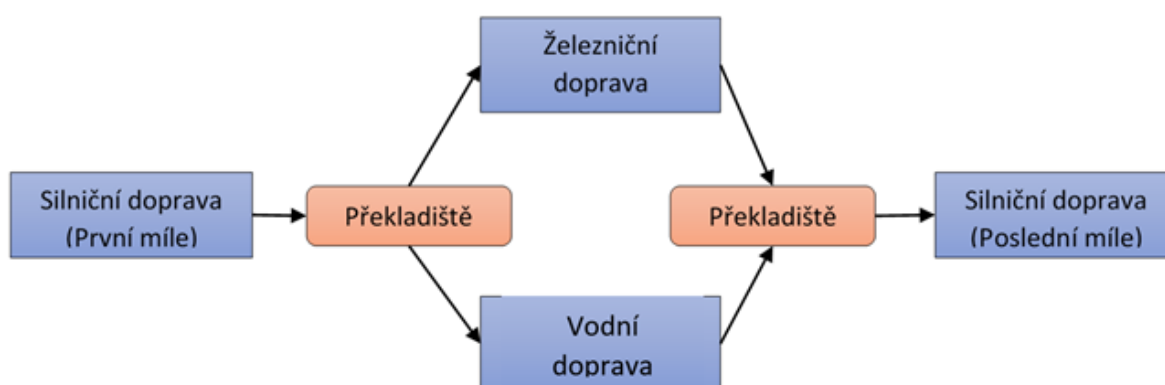 Železniční
doprava
Silniční doprava
(První míle)
Překladiště
Překladiště
Silniční doprava
(Poslední míle)
Vodní
doprava